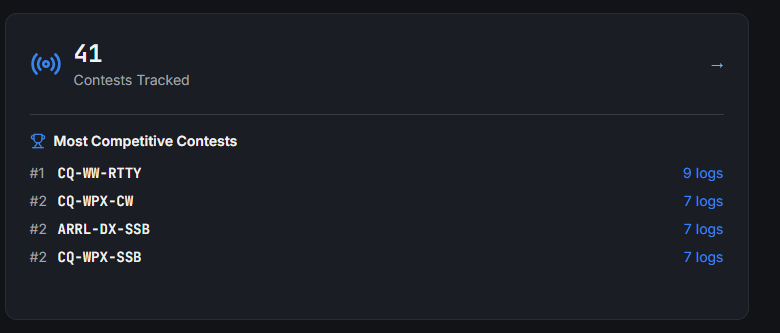 41
Contests Tracked
→
Most Competitive Contests
#1 CQ-WW-RTTY 9 logs
#2 CQ-WPX-CW 7 logs
#2 ARRL-DX-SSB 7 logs
#2 CQ-WPX-SSB 7 logs